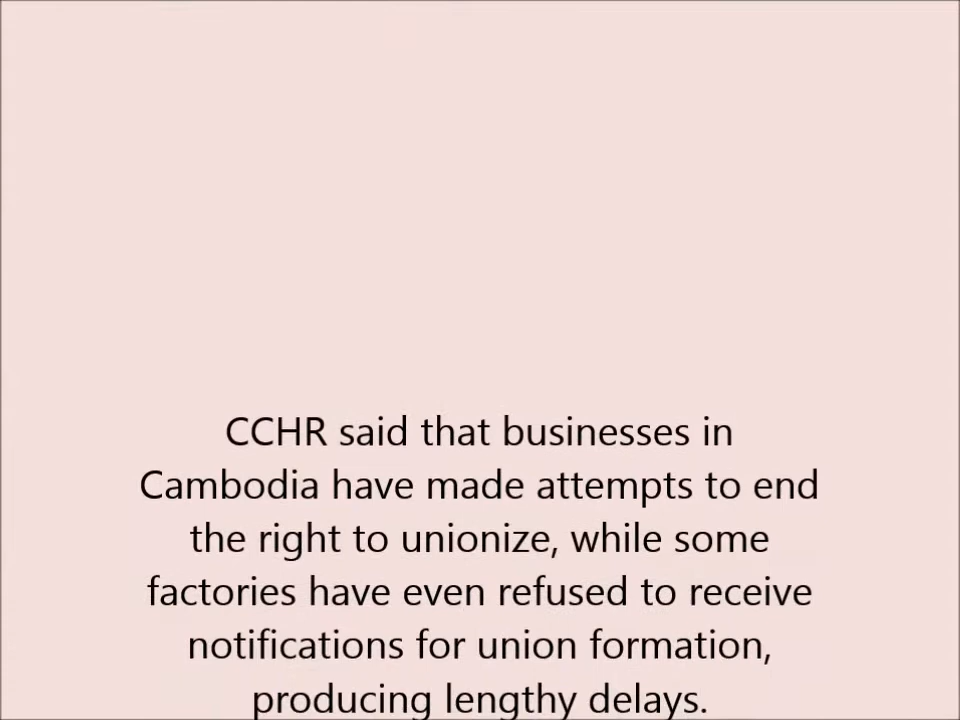 CCHR said that businesses in
Cambodia have made attempts to end
the right to unionize, while some
factories have even refused to receive
notifications for union formation,
producing lengthy delays.